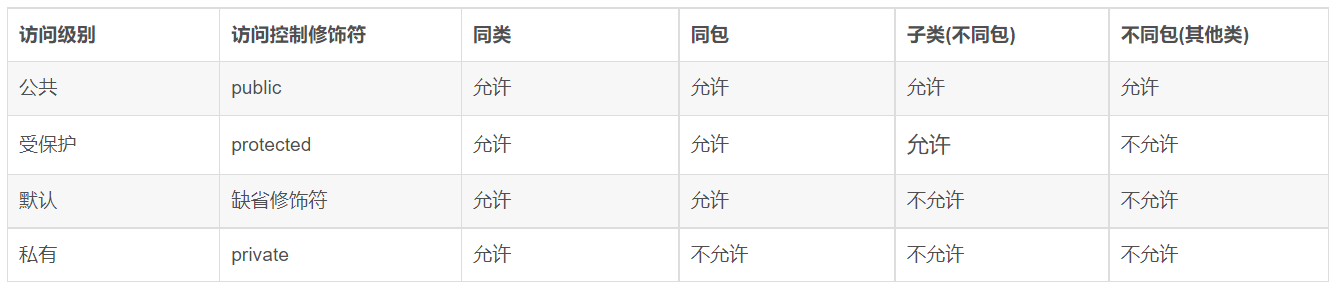 访问级别 访问控制修饰符 同类 同包 子类(不同包) 不同包(其他类)
公共 public 允许 允许 允许 允许
受保护 protected 允许 允许 允许 不允许
默认 缺省修饰符 允许 允许 不允许 不允许
私有 private 允许 不允许 不允许 不允许